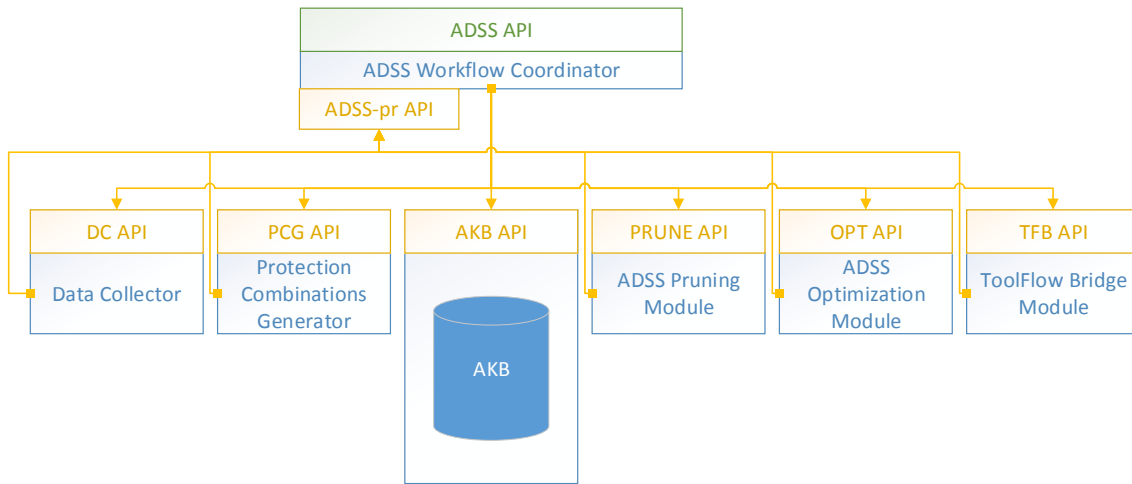 ADSS API
ADSS Workflow Coordinator
ADSS-pr API
DC API
Data Collector
PCG API
Protection
Combinations
Generator
AKB API
AKB
PRUNE API
ADSS Pruning
Module
OPT API
ADSS
Optimization
Module
TFB API
ToolFlow Bridge
Module